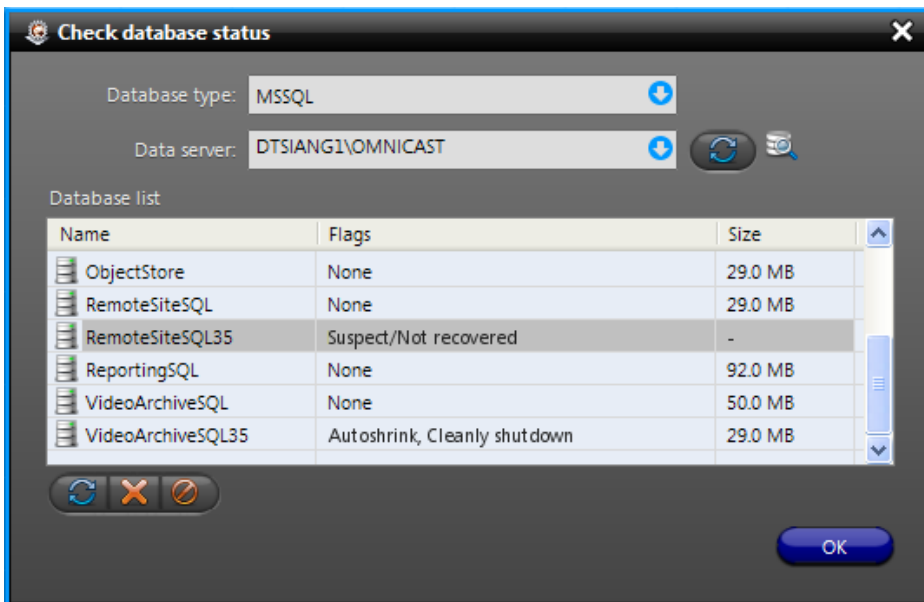 Check database status
Database type: MSSQL
Data server: DTSIANG1\OMNICAST
Database list
Name Flags Size
ObjectStore None 29.0 MB
RemoteSiteSQL None 29.0 MB
RemoteSiteSQL35 Suspect/Not recovered -
ReportingSQL None 92.0 MB
VideoArchiveSQL None 50.0 MB
VideoArchiveSQL35 Autoshrink, Cleanly shutdown 29.0 MB
OK